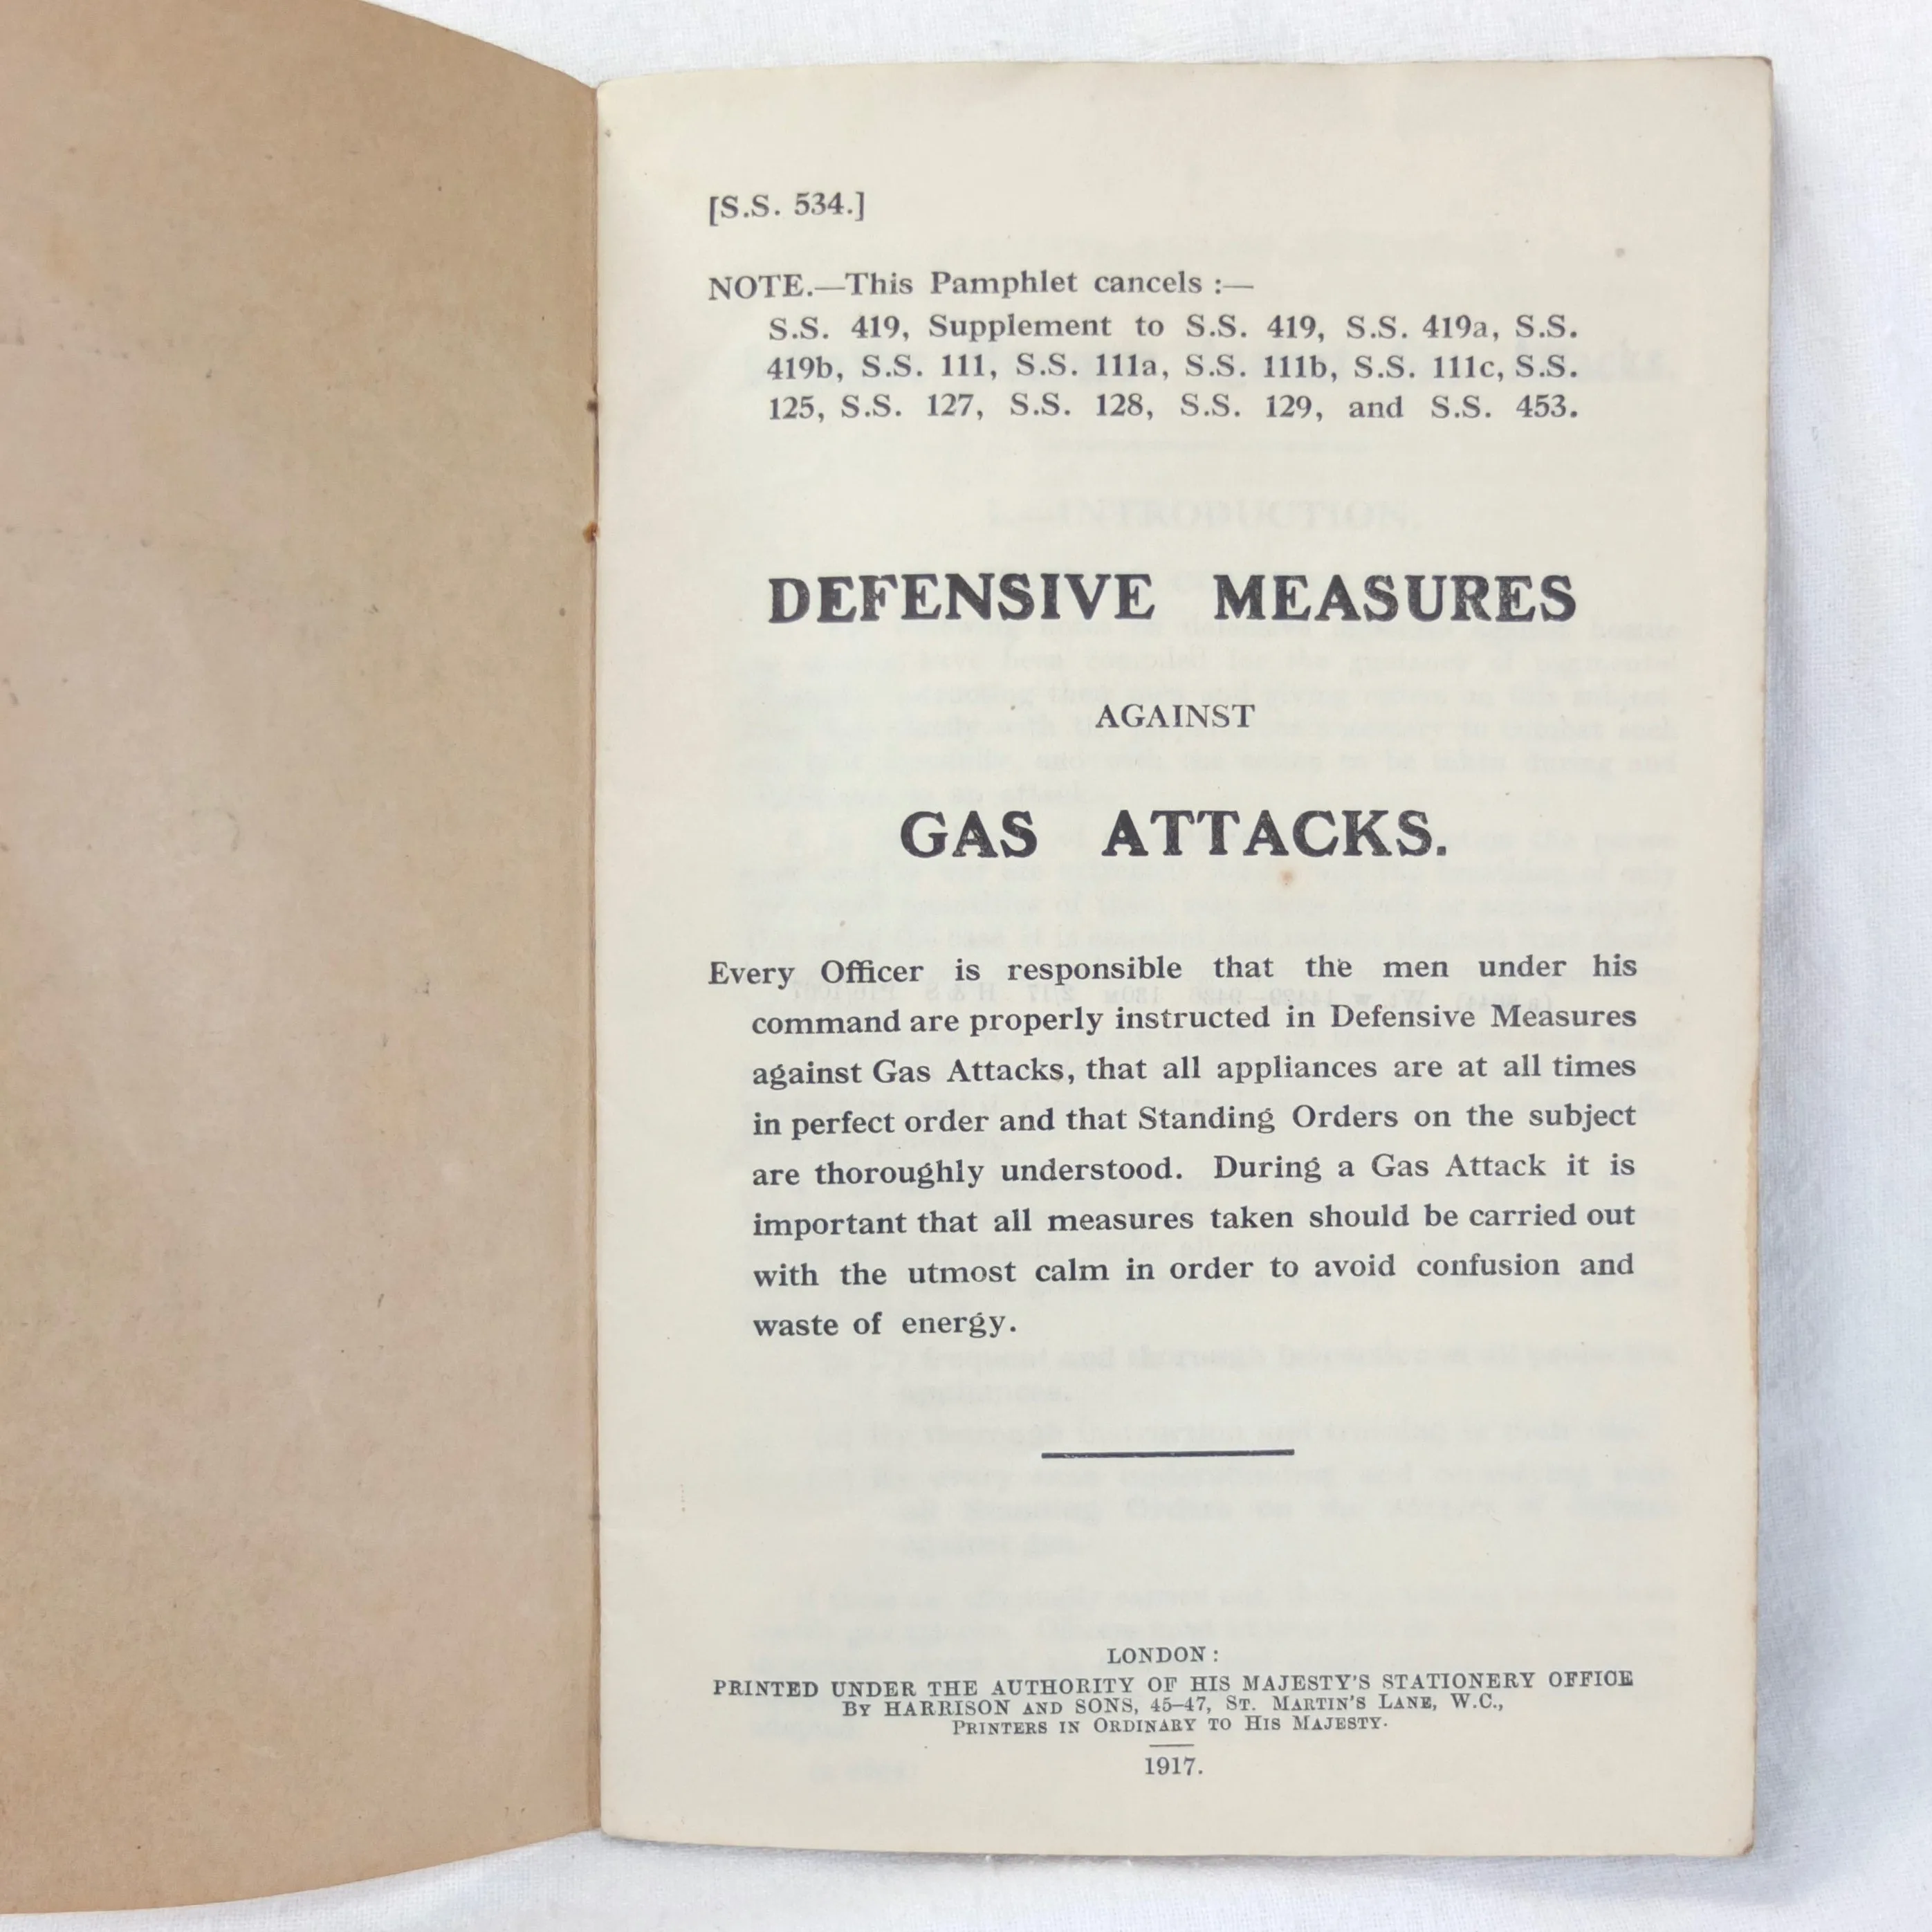 [S.S. 534.]
NOTE.—This Pamphlet cancels :—
S.S. 419, Supplement to S.S. 419, S.S. 419a, S.S.
419b, S.S. 111, S.S. 111a, S.S. 111b, S.S. 111c, S.S.
125, S.S. 127, S.S. 128, S.S. 129, and S.S. 453.
DEFENSIVE MEASURES
AGAINST
GAS ATTACKS.
Every Officer is responsible that the men under his
command are properly instructed in Defensive Measures
against Gas Attacks, that all appliances are at all times
in perfect order and that Standing Orders on the subject
are thoroughly understood. During a Gas Attack it is
important that all measures taken should be carried out
with the utmost calm in order to avoid confusion and
waste of energy.
LONDON :
PRINTED UNDER THE AUTHORITY OF HIS MAJESTY'S STATIONERY OFFICE
BY HARRISON AND SONS, 45–47, ST. MARTIN'S LANE, W.C.,
PRINTERS IN ORDINARY TO HIS MAJESTY.
1917.